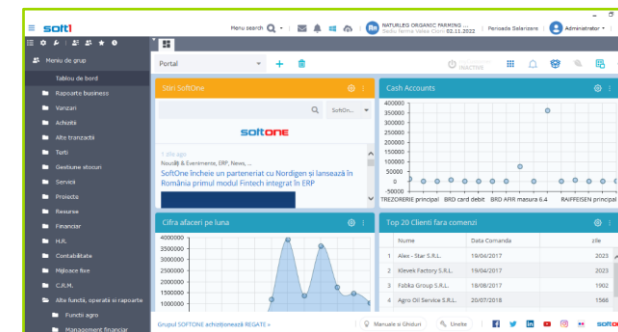 soft1
Menu search
NATURLEG ORGANIC FARMING ...
02.11.2022
Perioada Salarizare
Administrator
Meniu de grup
Tablou de bord
Rapoarte business
Vanzari
Achizitii
Alte tranzactii
Terti
Gestiune stocuri
Servicii
Proiecte
Resurse
Financiar
H.R.
Contabilitate
Mijloace fixe
C.R.M.
Alte functii, operatii si rapoarte
Functii agro
Management financiar
Portal
INACTIVE
Stiri SoftOne
SoftOn...
softone
1 day ago
Noutăți & Evenimente, ERP, News, ...
SoftOne încheie un parteneriat cu Nordigen și lansează în
România primul modul Fintech integrat în ERP
Cash Accounts
400000
350000
300000
250000
200000
150000
100000
50000
0
-50000
TREZORERIE principal BRD card debit BRD AFIR masura 6.4 RAIFFEISEN principal
Cifra afaceri pe luna
4000000
3500000
3000000
2500000
2000000
1500000
1000000
Top 20 Clienti fara comenzi
Nume Data Comanda zile
1 Alex - Star S.R.L. 19/04/2017 2023
2 Klevek Factory S.R.L. 19/04/2017 2023
3 Fabko Group S.R.L. 18/08/2017 1902
4 Agro Oil Service S.R.L. 20/07/2018 1566
Grupul SOFTONE achiziționează REGATE »
Manuale si Ghiduri
Unelte
softone